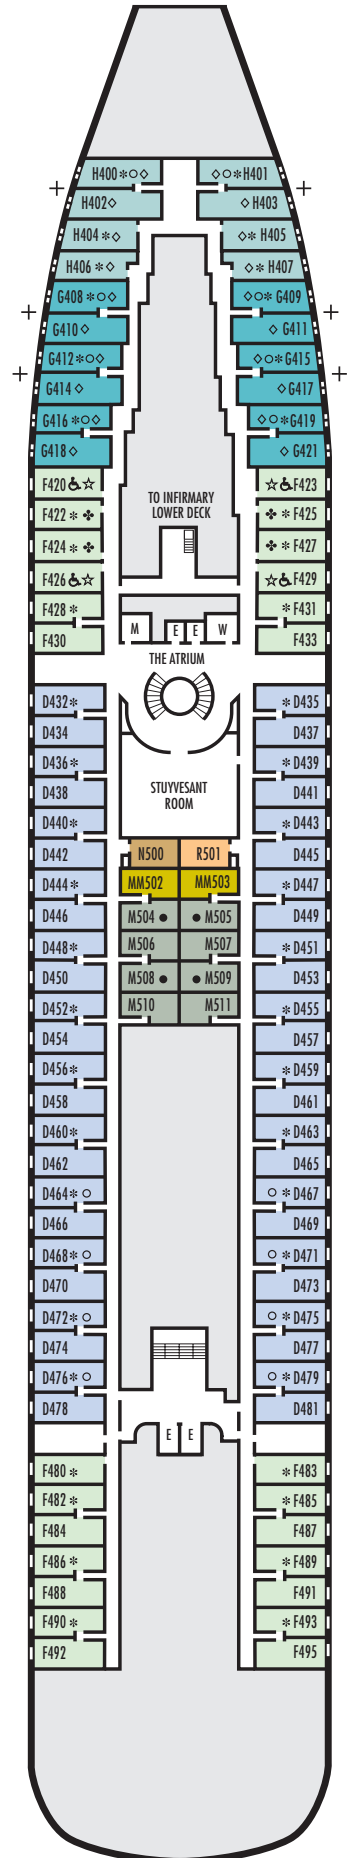 H400 *○◇ ◇○* H401
H402 ◇ ◇ H403
H404 *◇ ◇* H405
H406 *◇ ◇* H407
G408 *○◇ ◇○* G409
G410 ◇ ◇ G411
G412 *○◇ ◇○* G415
G414 ◇ ◇ G417
G416 *○◇ ◇○* G419
G418 ◇ ◇ G421
F420 ♿☆ ☆♿ F423
F422 * ✤ ✤ * F425
TO INFIRMARY
LOWER DECK
F424 * ✤ ✤ * F427
F426 ♿☆ ☆♿ F429
F428 * * F431
M E E W
F430 F433
THE ATRIUM
D432 * * D435
D434 D437
D436 * * D439
D438 STUYVESANT D441
ROOM
D440 * * D443
D442 N500 R501 D445
D444 * MM502 MM503 * D447
D446 M504 ● ● M505 D449
D448 * M506 M507 * D451
D450 M508 ● ● M509 D453
D452 * M510 M511 * D455
D454 D457
D456 * * D459
D458 D461
D460 * * D463
D462 D465
D464 * ○ ○ * D467
D466 D469
D468 * ○ ○ * D471
D470 D473
D472 * ○ ○ * D475
D474 D477
D476 * ○ ○ * D479
D478 D481
E E
F480 * * F483
F482 * * F485
F484 F487
F486 * * F489
F488 F491
F490 * * F493
F492 F495